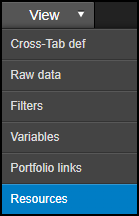 View
Cross-Tab def
Raw data
Filters
Variables
Portfolio links
Resources